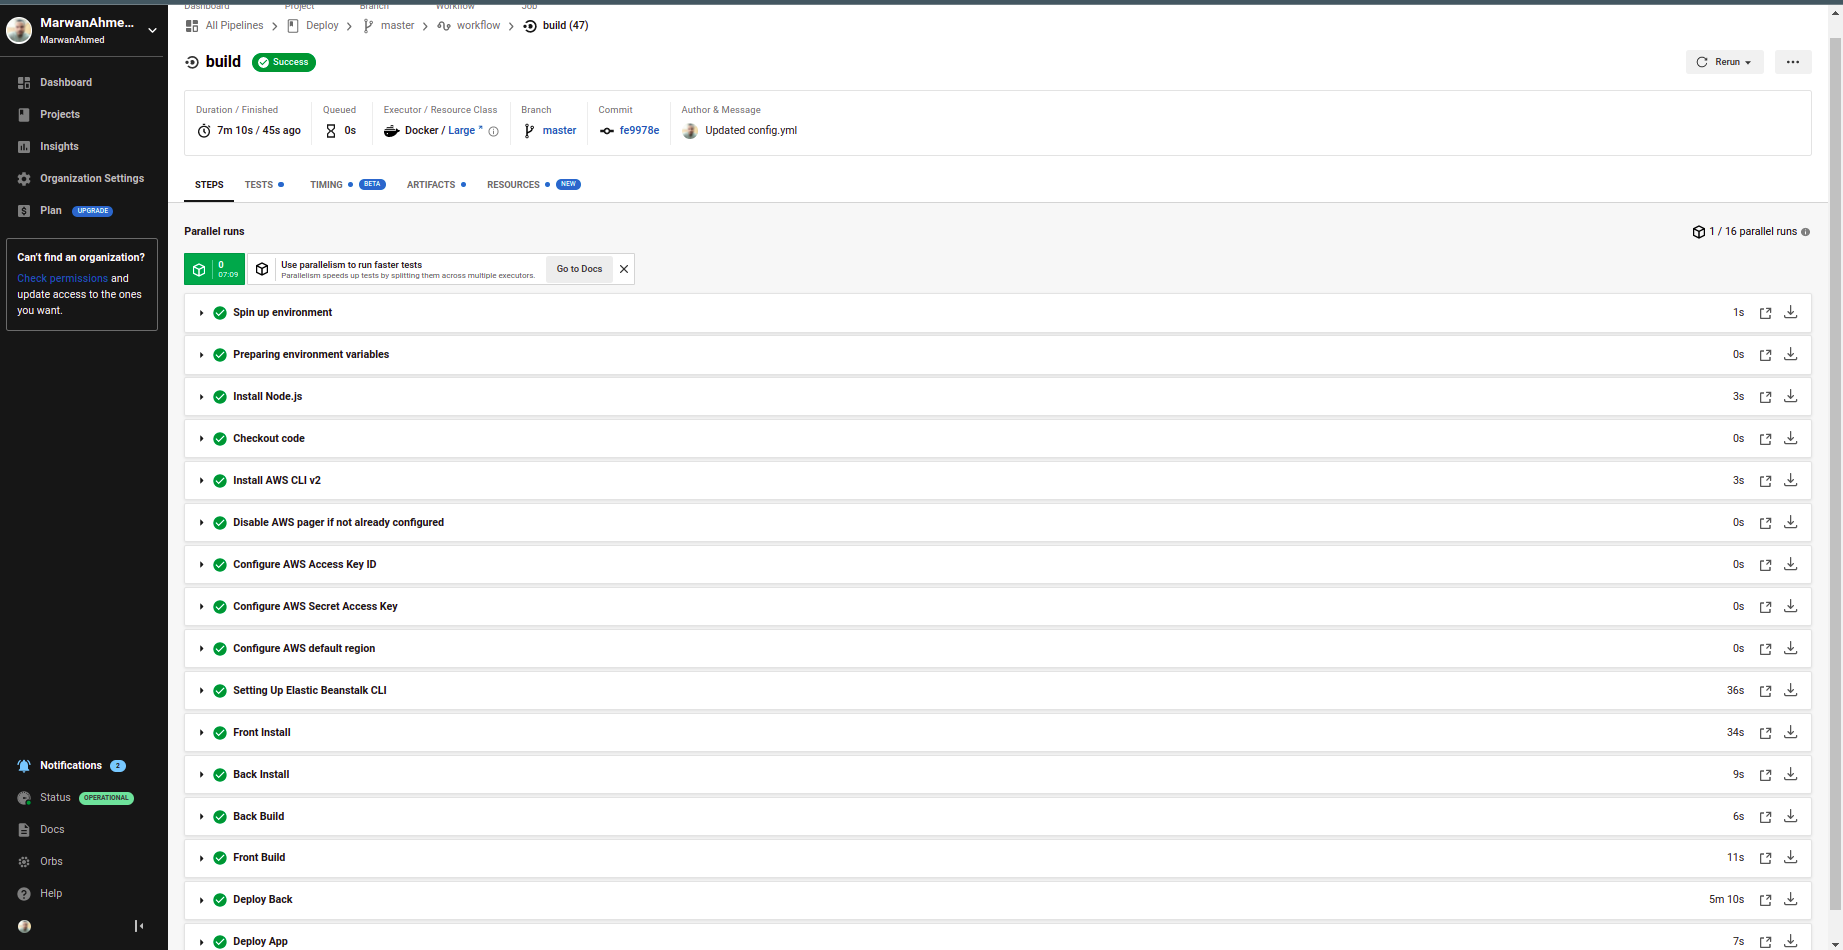 MarwanAhme...
MarwanAhmed
Dashboard
Projects
Insights
Organization Settings
Plan UPGRADE
Can't find an organization?
Check permissions and
update access to the ones
you want.
Notifications 2
Status OPERATIONAL
Docs
Orbs
Help
Dashboard Project Branch Workflow Job
All Pipelines Deploy master workflow build (47)
build Success
Rerun
Duration / Finished Queued Executor / Resource Class Branch Commit Author & Message
7m 10s / 45s ago 0s Docker / Large master fe9978e Updated config.yml
STEPS TESTS TIMING BETA ARTIFACTS RESOURCES NEW
Parallel runs
1 / 16 parallel runs
0
07:09
Use parallelism to run faster tests
Parallelism speeds up tests by splitting them across multiple executors.
Go to Docs
Spin up environment 1s
Preparing environment variables 0s
Install Node.js 3s
Checkout code 0s
Install AWS CLI v2 3s
Disable AWS pager if not already configured 0s
Configure AWS Access Key ID 0s
Configure AWS Secret Access Key 0s
Configure AWS default region 0s
Setting Up Elastic Beanstalk CLI 36s
Front Install 34s
Back Install 9s
Back Build 6s
Front Build 11s
Deploy Back 5m 10s
Deploy App 7s